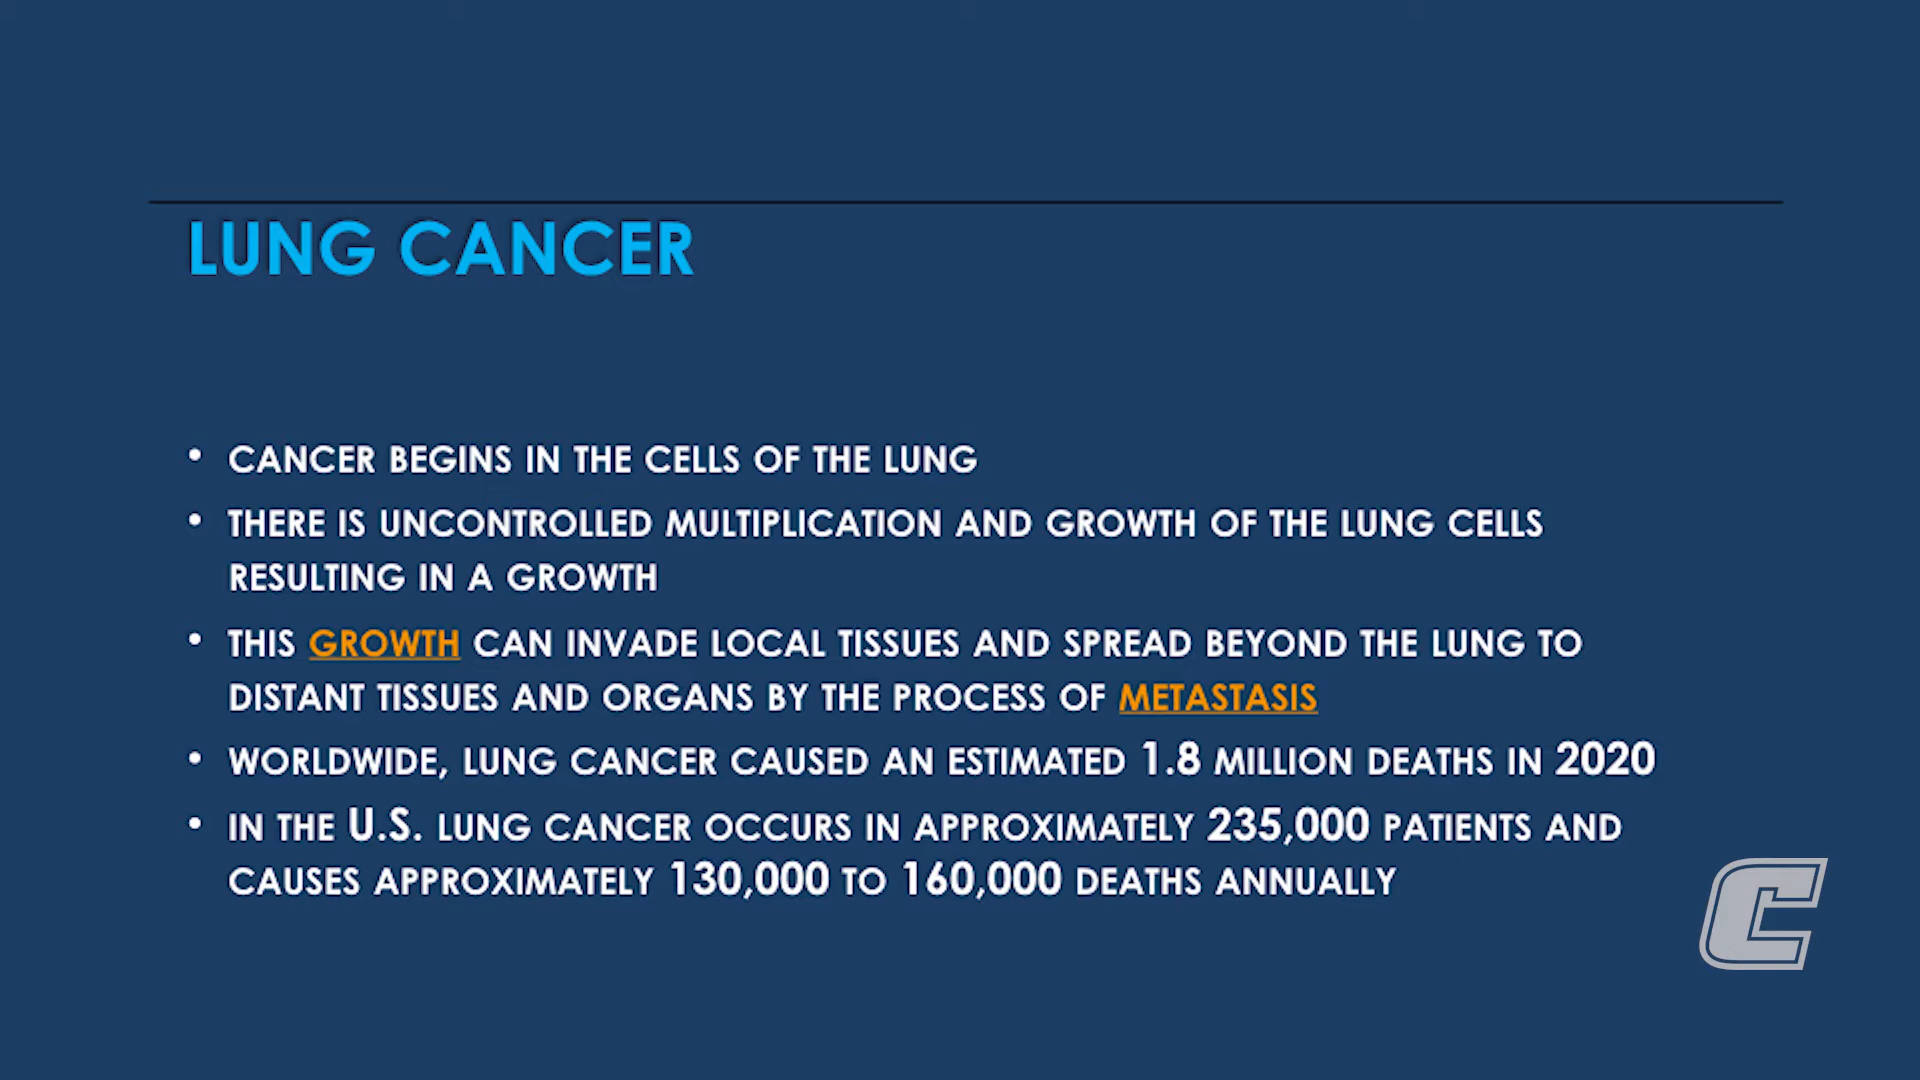 LUNG CANCER
• CANCER BEGINS IN THE CELLS OF THE LUNG
• THERE IS UNCONTROLLED MULTIPLICATION AND GROWTH OF THE LUNG CELLS
RESULTING IN A GROWTH
• THIS GROWTH CAN INVADE LOCAL TISSUES AND SPREAD BEYOND THE LUNG TO
DISTANT TISSUES AND ORGANS BY THE PROCESS OF METASTASIS
• WORLDWIDE, LUNG CANCER CAUSED AN ESTIMATED 1.8 MILLION DEATHS IN 2020
• IN THE U.S. LUNG CANCER OCCURS IN APPROXIMATELY 235,000 PATIENTS AND
CAUSES APPROXIMATELY 130,000 TO 160,000 DEATHS ANNUALLY
C